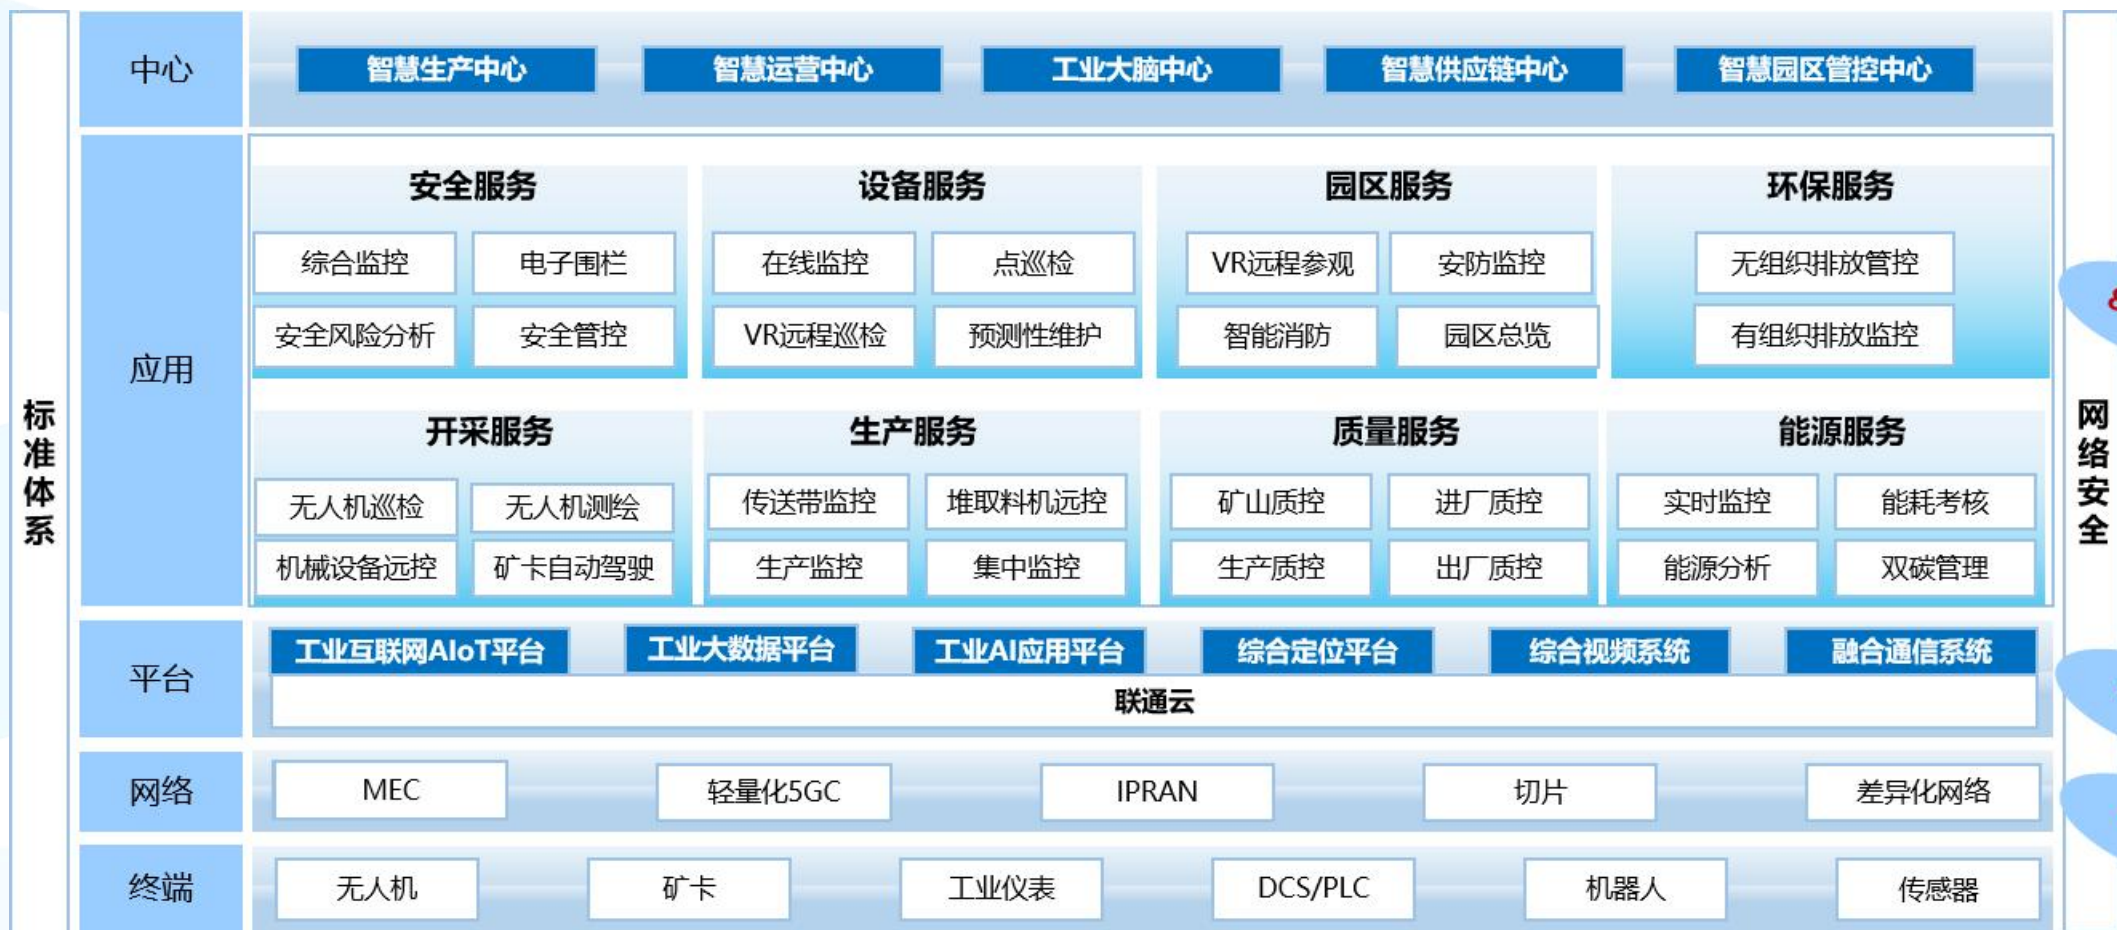 中心
智慧生产中心 智慧运营中心 工业大脑中心 智慧供应链中心 智慧园区管控中心
应用
安全服务 设备服务 园区服务 环保服务
综合监控 电子围栏 在线监控 点巡检 VR远程参观 安防监控 无组织排放管控
安全风险分析 安全管控 VR远程巡检 预测性维护 智能消防 园区总览 有组织排放监控
开采服务 生产服务 质量服务 能源服务
无人机巡检 无人机测绘 传送带监控 堆取料机远控 矿山质控 进厂质控 实时监控 能耗考核
机械设备远控 矿卡自动驾驶 生产监控 集中监控 生产质控 出厂质控 能源分析 双碳管理
平台
工业互联网AIoT平台 工业大数据平台 工业AI应用平台 综合定位平台 综合视频系统 融合通信系统
联通云
网络
MEC 轻量化5GC IPRAN 切片 差异化网络
终端
无人机 矿卡 工业仪表 DCS/PLC 机器人 传感器
标准体系
网络安全